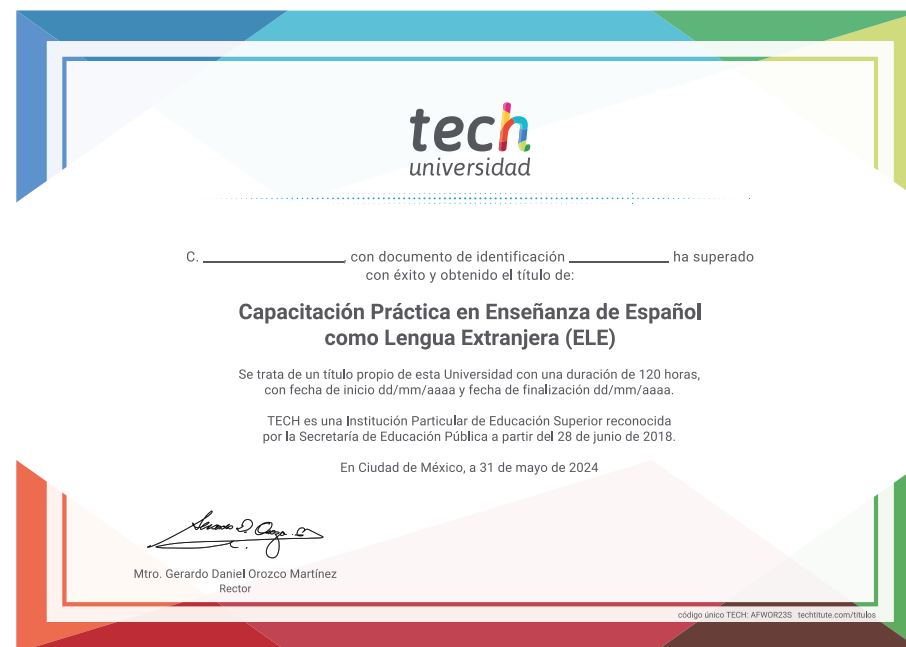 tech
universidad
C. ________________, con documento de identificación ____________ ha superado
con éxito y obtenido el título de:
Capacitación Práctica en Enseñanza de Español
como Lengua Extranjera (ELE)
Se trata de un título propio de esta Universidad con una duración de 120 horas,
con fecha de inicio dd/mm/aaaa y fecha de finalización dd/mm/aaaa.
TECH es una Institución Particular de Educación Superior reconocida
por la Secretaría de Educación Pública a partir del 28 de junio de 2018.
En Ciudad de México, a 31 de mayo de 2024
Mtro. Gerardo Daniel Orozco Martínez
Rector
código único TECH: AFWOR23S techtitute.com/titulos